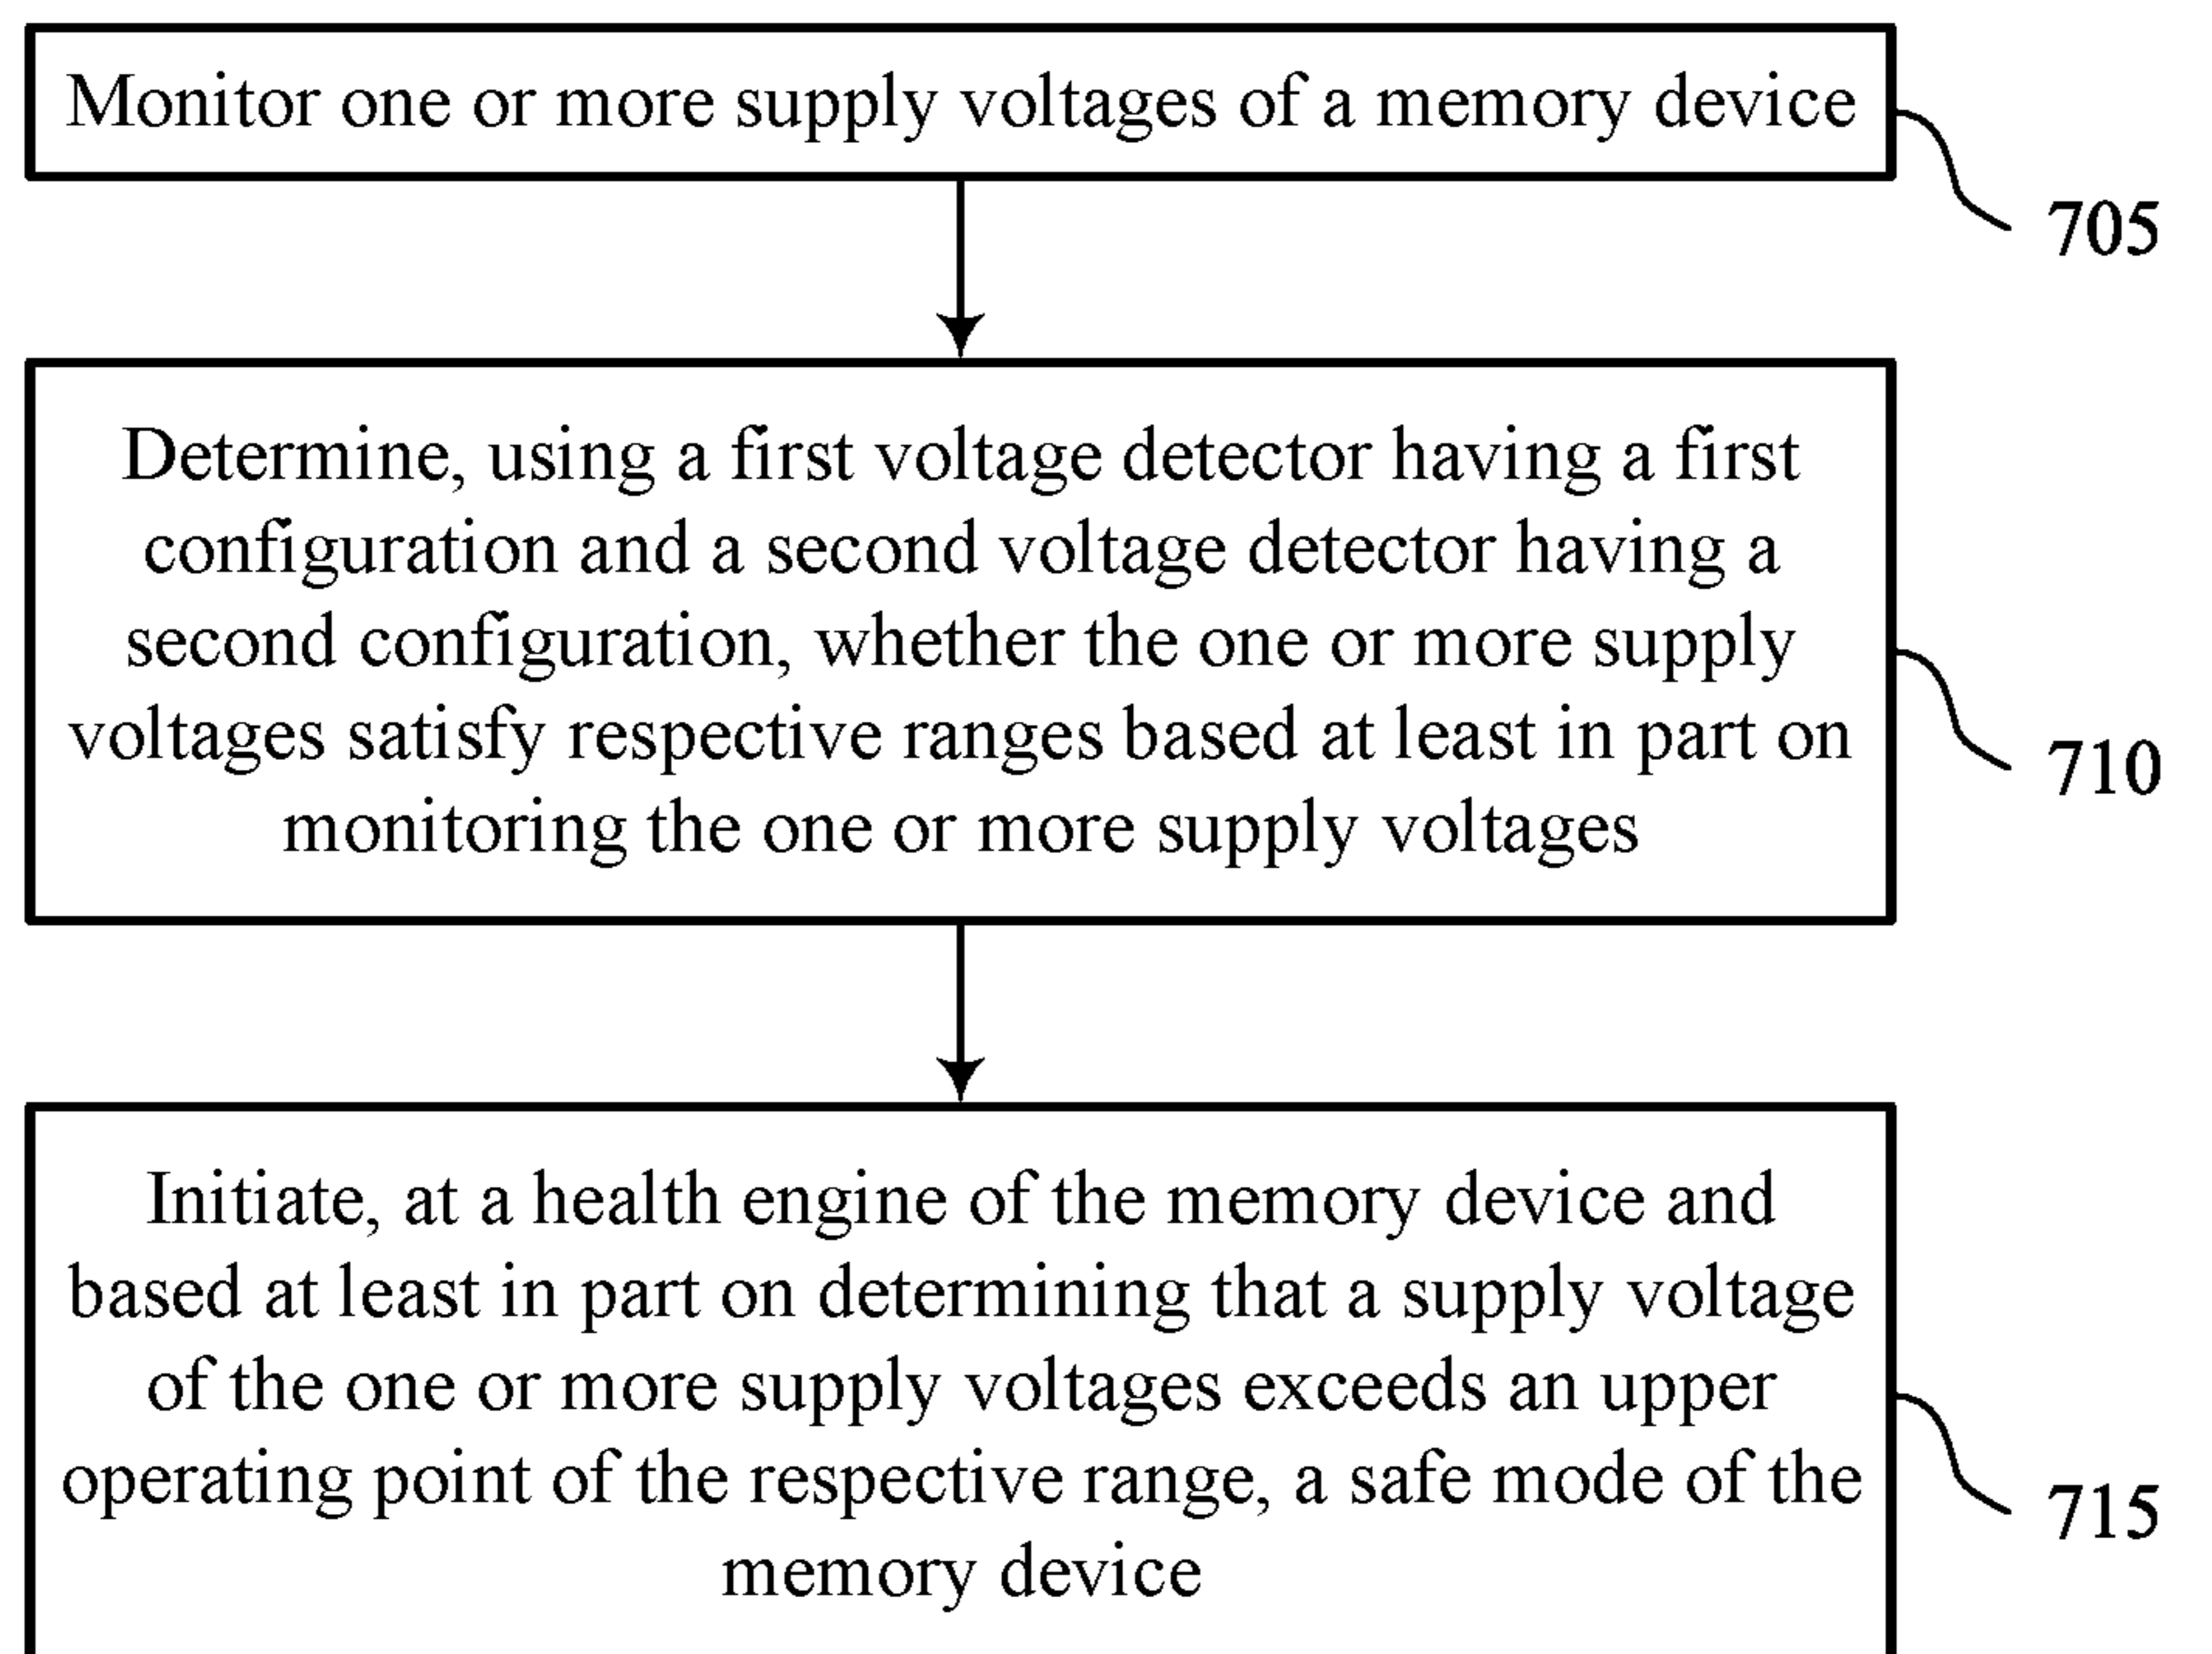 Monitor one or more supply voltages of a memory device
705
Determine, using a first voltage detector having a first
configuration and a second voltage detector having a
second configuration, whether the one or more supply
voltages satisfy respective ranges based at least in part on
monitoring the one or more supply voltages
710
Initiate, at a health engine of the memory device and
based at least in part on determining that a supply voltage
of the one or more supply voltages exceeds an upper
operating point of the respective range, a safe mode of the
memory device
715